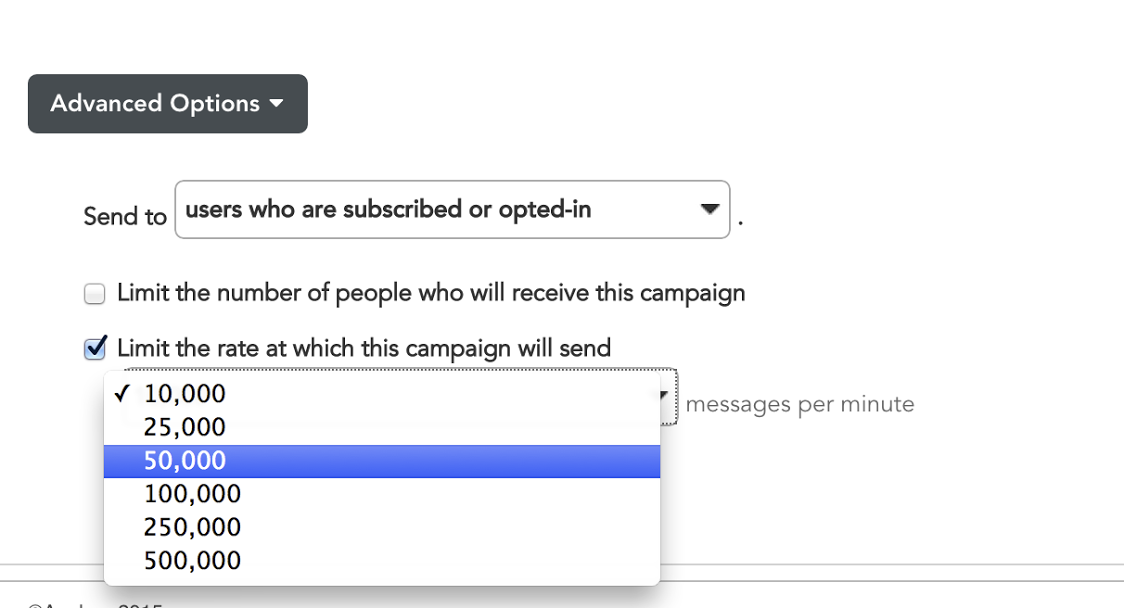 Advanced Options
Send to users who are subscribed or opted-in .
Limit the number of people who will receive this campaign
Limit the rate at which this campaign will send
10,000
messages per minute
25,000
50,000
100,000
250,000
500,000